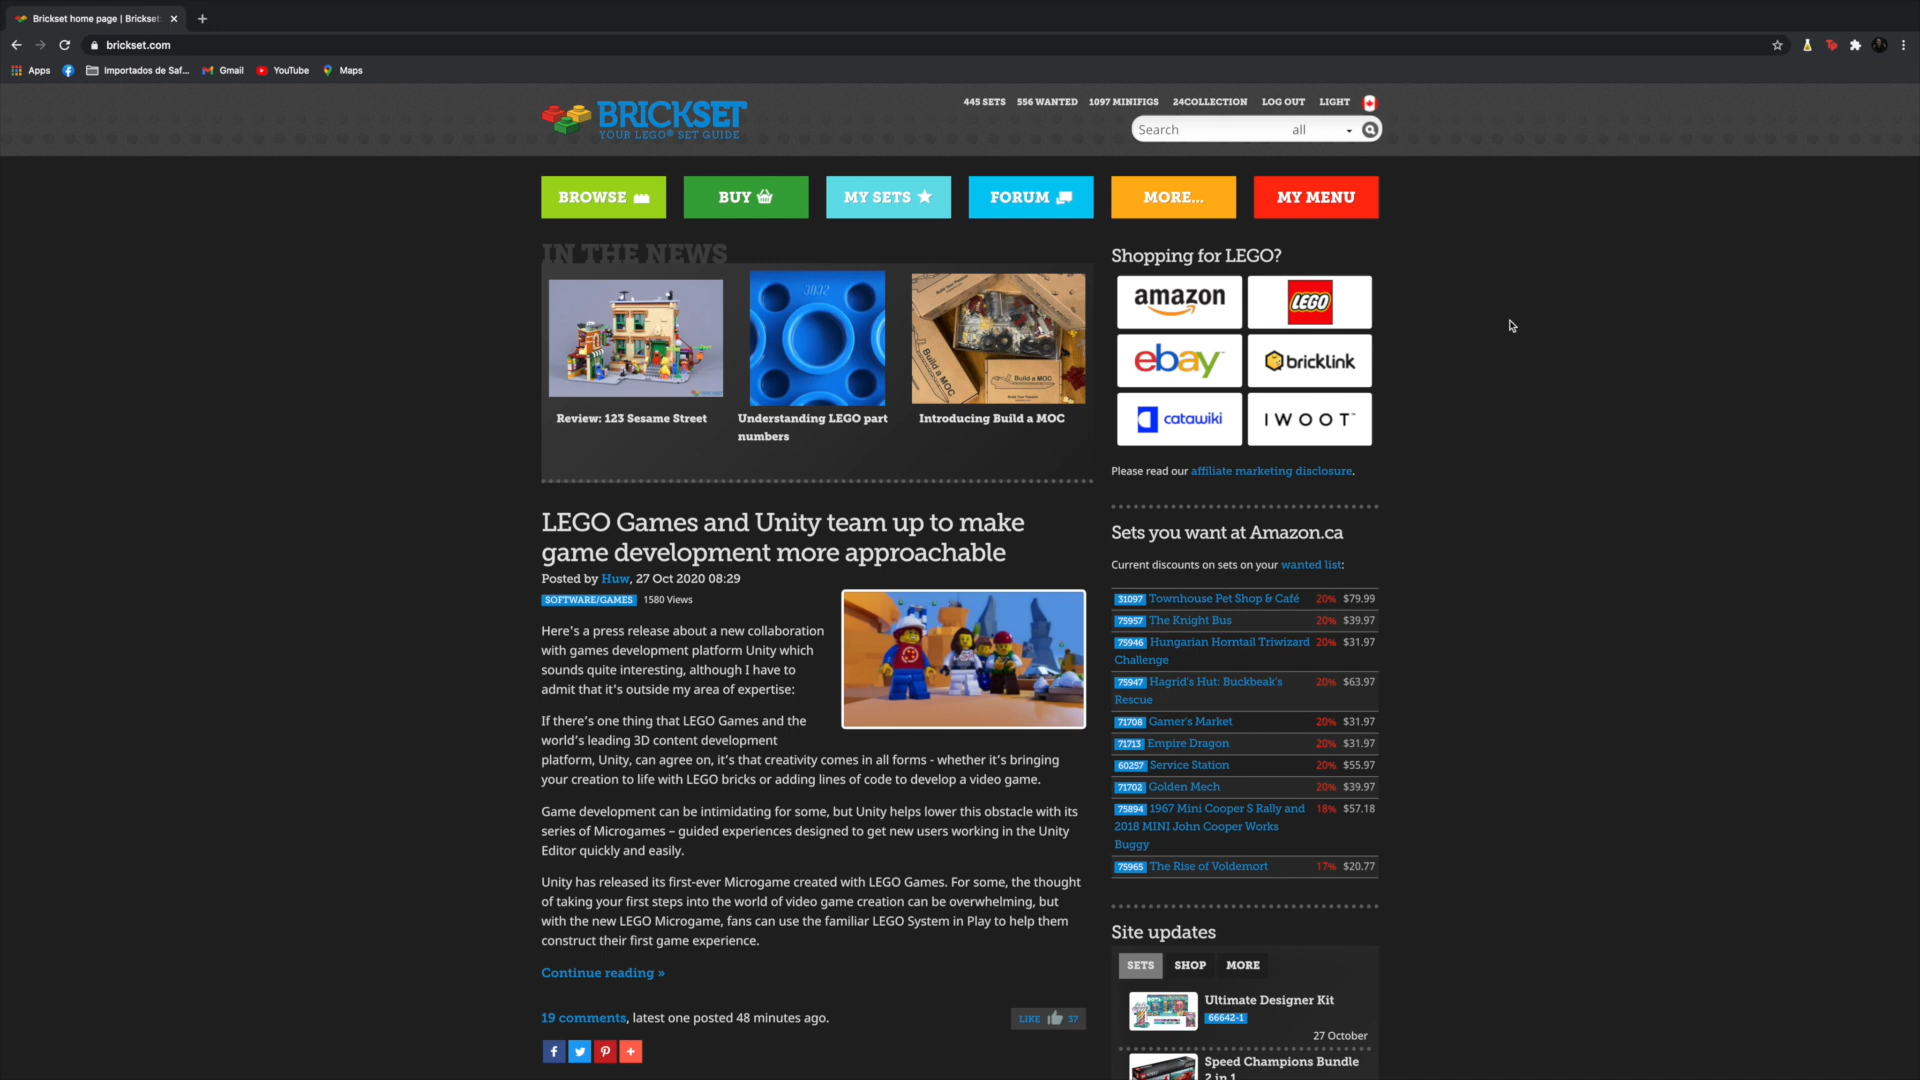 Brickset home page | Brickset:
brickset.com
Apps
Importados de Saf...
Gmail
YouTube
Maps
BRICKSET
YOUR LEGO® SET GUIDE
445 SETS 556 WANTED 1097 MINIFIGS 24COLLECTION LOG OUT LIGHT
Search all
BROWSE
BUY
MY SETS
FORUM
MORE...
MY MENU
IN THE NEWS
3032
Build a MOC
Build a MOC
Review: 123 Sesame Street
Understanding LEGO part
numbers
Introducing Build a MOC
LEGO Games and Unity team up to make
game development more approachable
Posted by Huw, 27 Oct 2020 08:29
SOFTWARE/GAMES 1580 Views
Here's a press release about a new collaboration
with games development platform Unity which
sounds quite interesting, although I have to
admit that it's outside my area of expertise:
If there’s one thing that LEGO Games and the
world’s leading 3D content development
platform, Unity, can agree on, it’s that creativity comes in all forms - whether it’s bringing
your creation to life with LEGO bricks or adding lines of code to develop a video game.
Game development can be intimidating for some, but Unity helps lower this obstacle with its
series of Microgames – guided experiences designed to get new users working in the Unity
Editor quickly and easily.
Unity has released its first-ever Microgame created with LEGO Games. For some, the thought
of taking your first steps into the world of video game creation can be overwhelming, but
with the new LEGO Microgame, fans can use the familiar LEGO System in Play to help them
construct their first game experience.
Continue reading »
19 comments, latest one posted 48 minutes ago.
LIKE 37
Shopping for LEGO?
amazon
LEGO
ebay
bricklink
catawiki
IWOOT
Please read our affiliate marketing disclosure.
Sets you want at Amazon.ca
Current discounts on sets on your wanted list:
31097 Townhouse Pet Shop & Café 20% $79.99
75957 The Knight Bus 20% $39.97
75946 Hungarian Horntail Triwizard 20% $31.97
Challenge
75947 Hagrid's Hut: Buckbeak's 20% $63.97
Rescue
71708 Gamer's Market 20% $31.97
71713 Empire Dragon 20% $31.97
60257 Service Station 20% $55.97
71702 Golden Mech 20% $39.97
75894 1967 Mini Cooper S Rally and 18% $57.18
2018 MINI John Cooper Works
Buggy
75965 The Rise of Voldemort 17% $20.77
Site updates
SETS SHOP MORE
Ultimate Designer Kit
66642-1
27 October
Speed Champions Bundle
2 in 1